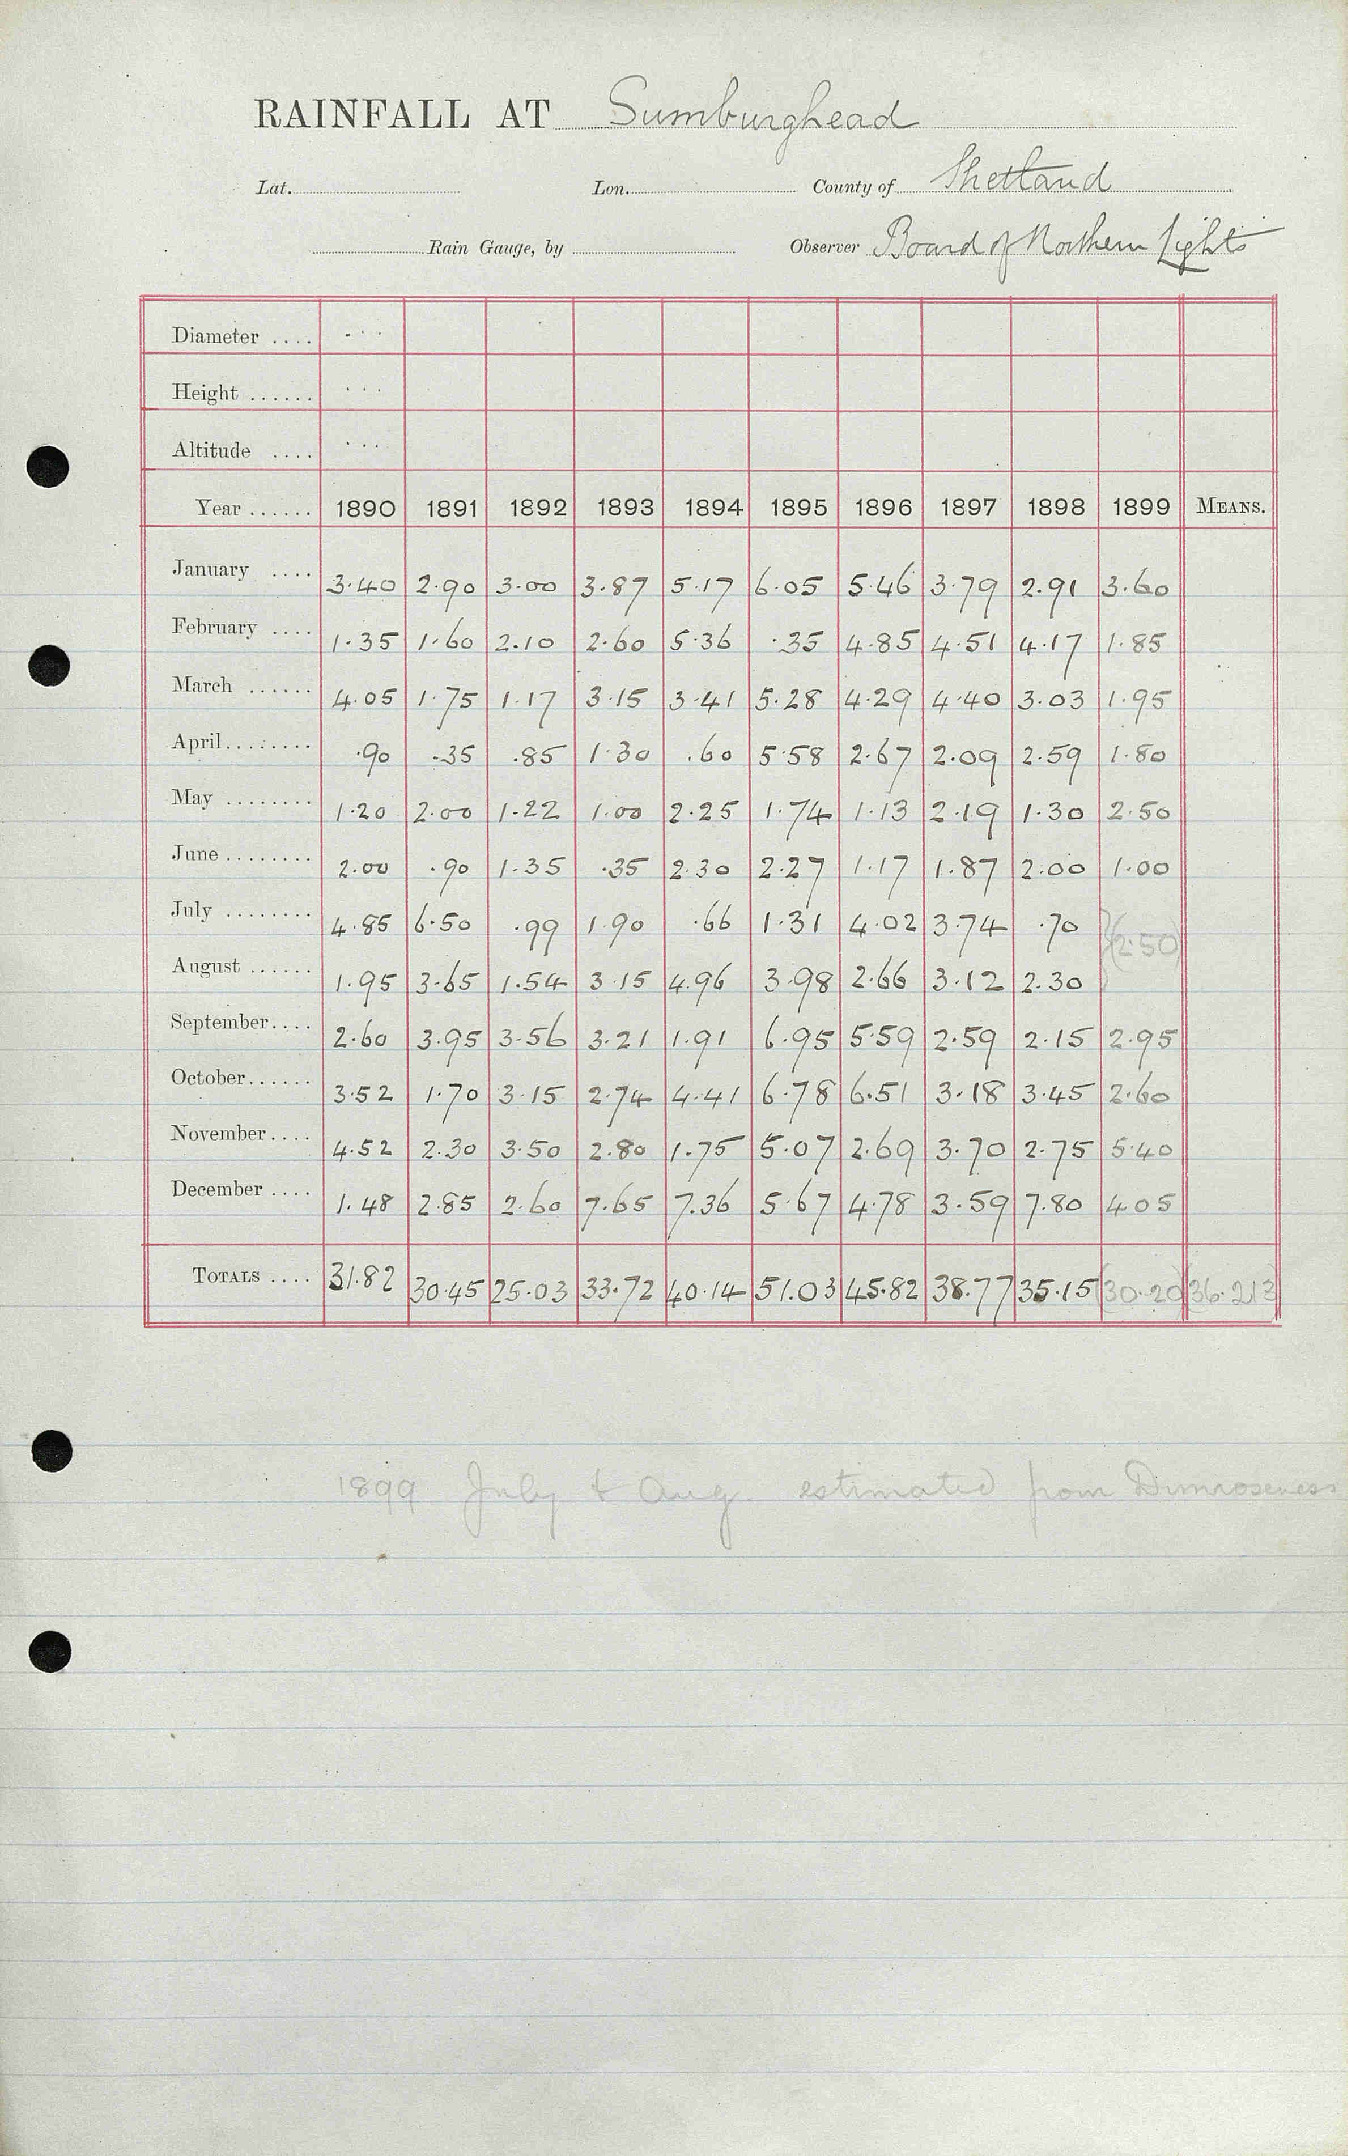 RAINFALL AT Sumburghead
Lat. Lon. County of Shetland
Rain Gauge, by Observer Board of Northern Lights
Diameter ....
Height ......
Altitude ....
Year ...... 1890 1891 1892 1893 1894 1895 1896 1897 1898 1899 MEANS.
January .... 3.40 2.90 3.00 3.87 5.17 6.05 5.46 3.79 2.91 3.60
February .... 1.35 1.60 2.10 2.60 5.36 .35 4.85 4.51 4.17 1.85
March ...... 4.05 1.75 1.17 3.15 3.41 5.28 4.29 4.40 3.03 1.95
April........ .90 .35 .85 1.30 .60 5.58 2.67 2.09 2.59 1.80
May ........ 1.20 2.00 1.22 1.00 2.25 1.74 1.13 2.19 1.30 2.50
June........ 2.00 .90 1.35 .35 2.30 2.27 1.17 1.87 2.00 1.00
July ........ 4.85 6.50 .99 1.90 .66 1.31 4.02 3.74 .70 } (2.50)
August ...... 1.95 3.65 1.54 3.15 4.96 3.98 2.66 3.12 2.30
September.... 2.60 3.95 3.56 3.21 1.91 6.95 5.59 2.59 2.15 2.95
October...... 3.52 1.70 3.15 2.74 4.41 6.78 6.51 3.18 3.45 2.60
November.... 4.52 2.30 3.50 2.80 1.75 5.07 2.69 3.70 2.75 5.40
December .... 1.48 2.85 2.60 7.65 7.36 5.67 4.78 3.59 7.80 4.05
TOTALS .... 31.82 30.45 25.03 33.72 40.14 51.03 45.82 38.77 35.15 (30.20) (36.213)
1899 July & Aug. estimated from Dunrossness